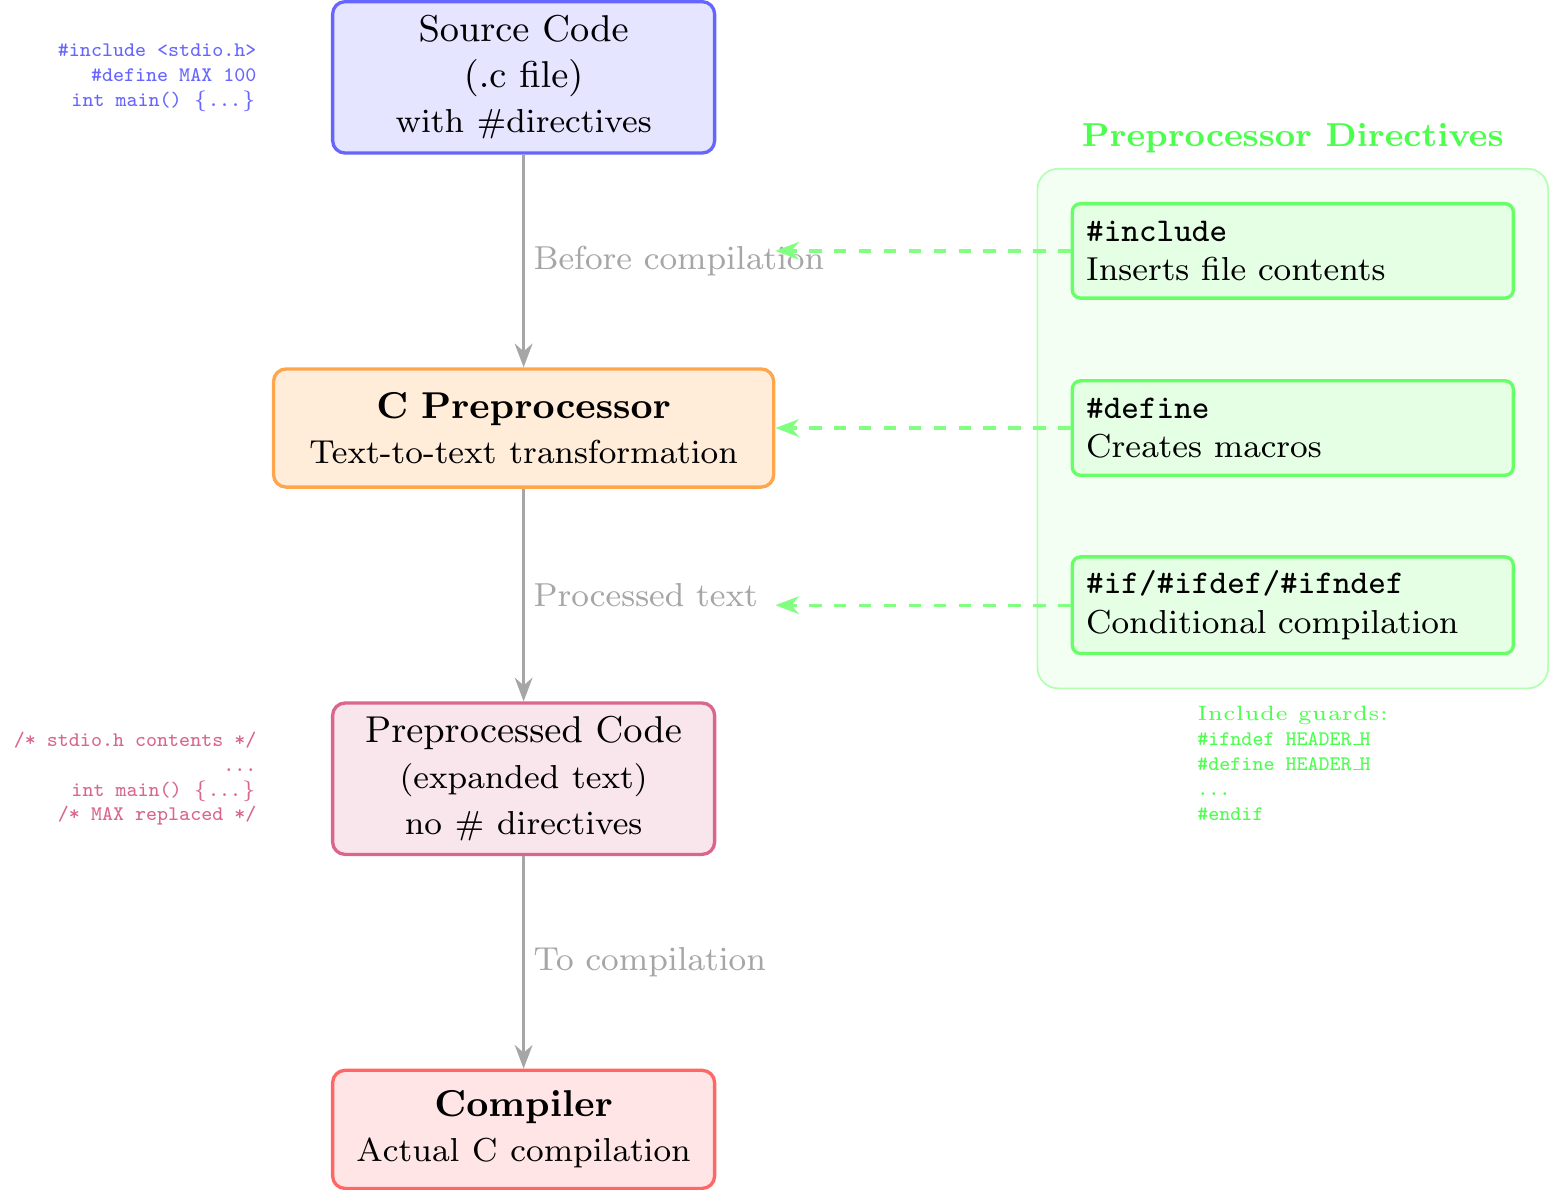 #include <stdio.h>
#define MAX 100
int main() {...}
Source Code
(.c file)
with #directives
Before compilation
C Preprocessor
Text-to-text transformation
Processed text
/* stdio.h contents */
...
int main() {...}
/* MAX replaced */
Preprocessed Code
(expanded text)
no # directives
To compilation
Compiler
Actual C compilation
Preprocessor Directives
#include
Inserts file contents
#define
Creates macros
#if/#ifdef/#ifndef
Conditional compilation
Include guards:
#ifndef HEADER_H
#define HEADER_H
...
#endif